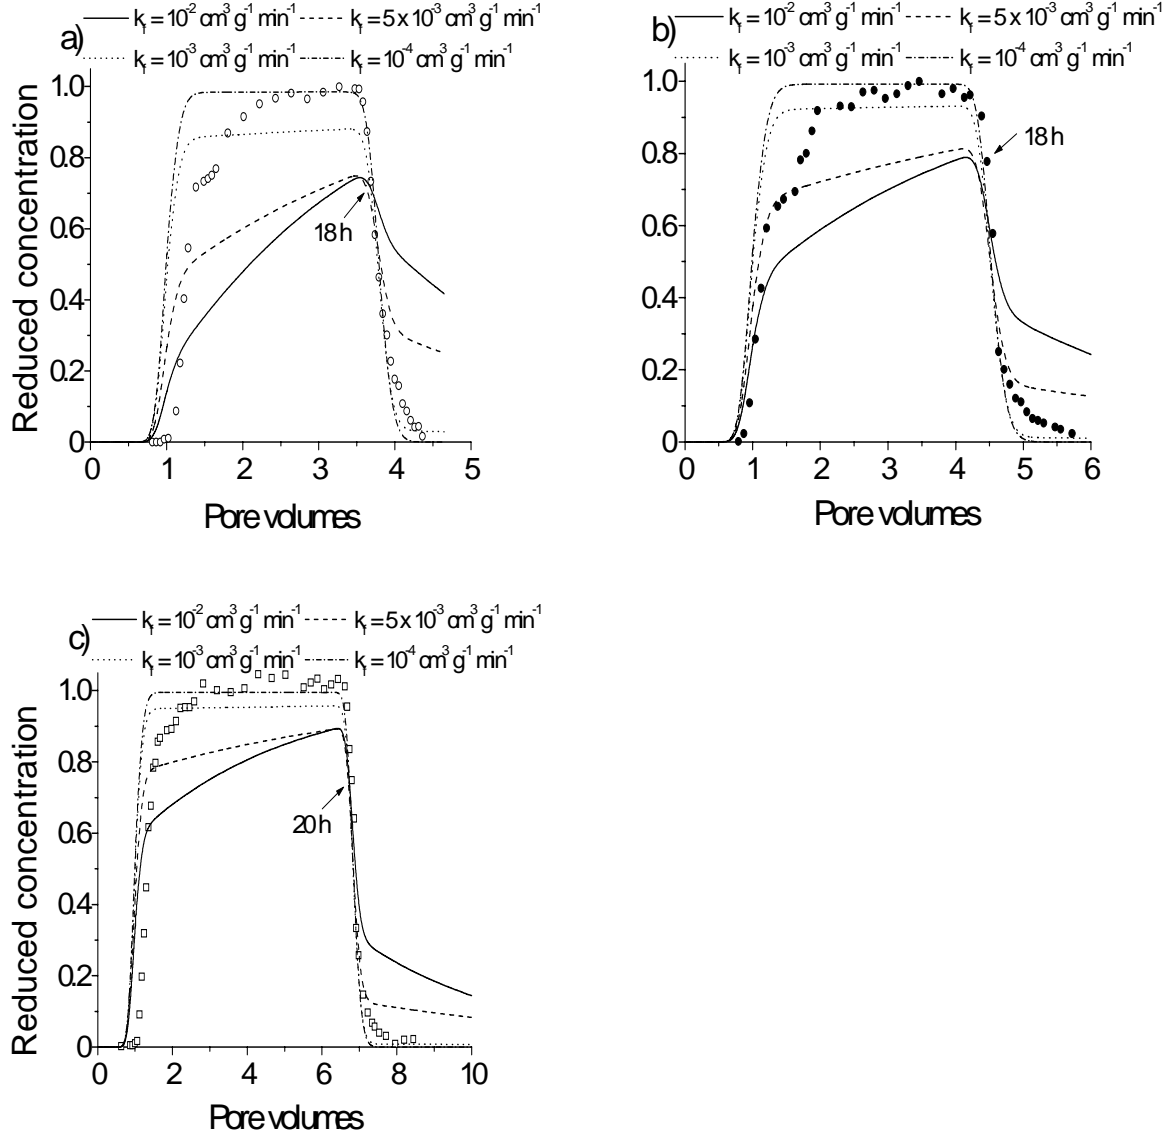 a)
k_f = 10^-2 cm^3 g^-1 min^-1 k_f = 5 x 10^-3 cm^3 g^-1 min^-1
k_f = 10^-3 cm^3 g^-1 min^-1 k_f = 10^-4 cm^3 g^-1 min^-1
Reduced concentration
1.0
0.8
0.6
0.4
0.2
0
18 h
0 1 2 3 4 5
Pore volumes
b)
k_f = 10^-2 cm^3 g^-1 min^-1 k_f = 5 x 10^-3 cm^3 g^-1 min^-1
k_f = 10^-3 cm^3 g^-1 min^-1 k_f = 10^-4 cm^3 g^-1 min^-1
1.0
0.8
0.6
0.4
0.2
0
18 h
0 1 2 3 4 5 6
Pore volumes
c)
k_f = 10^-2 cm^3 g^-1 min^-1 k_f = 5 x 10^-3 cm^3 g^-1 min^-1
k_f = 10^-3 cm^3 g^-1 min^-1 k_f = 10^-4 cm^3 g^-1 min^-1
Reduced concentration
1.0
0.8
0.6
0.4
0.2
0
20 h
0 2 4 6 8 10
Pore volumes